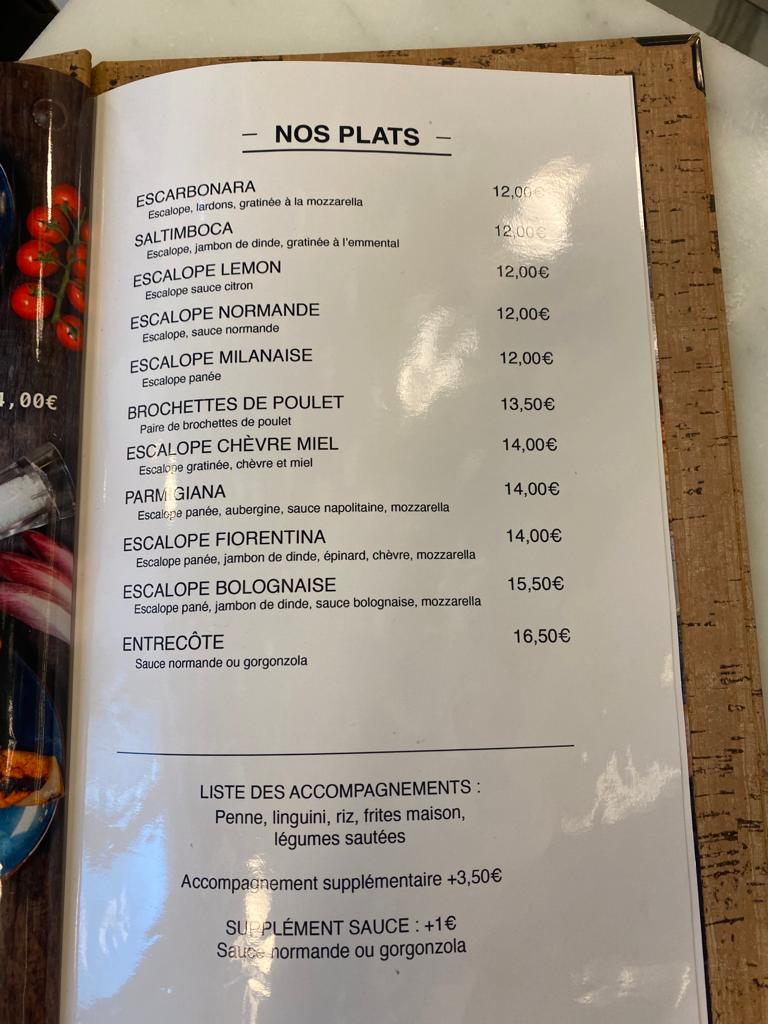 – NOS PLATS –
ESCARBONARA 12,00€
Escalope, lardons, gratinée à la mozzarella
SALTIMBOCA 12,00€
Escalope, jambon de dinde, gratinée à l'emmental
ESCALOPE LEMON 12,00€
Escalope sauce citron
ESCALOPE NORMANDE 12,00€
Escalope, sauce normande
ESCALOPE MILANAISE 12,00€
Escalope panée
BROCHETTES DE POULET 13,50€
Paire de brochettes de poulet
ESCALOPE CHÈVRE MIEL 14,00€
Escalope gratinée, chèvre et miel
PARMIGIANA 14,00€
Escalope panée, aubergine, sauce napolitaine, mozzarella
ESCALOPE FIORENTINA 14,00€
Escalope panée, jambon de dinde, épinard, chèvre, mozzarella
ESCALOPE BOLOGNAISE 15,50€
Escalope pané, jambon de dinde, sauce bolognaise, mozzarella
ENTRECÔTE 16,50€
Sauce normande ou gorgonzola
LISTE DES ACCOMPAGNEMENTS :
Penne, linguini, riz, frites maison,
légumes sautées
Accompagnement supplémentaire +3,50€
SUPPLÉMENT SAUCE : +1€
Sauce normande ou gorgonzola